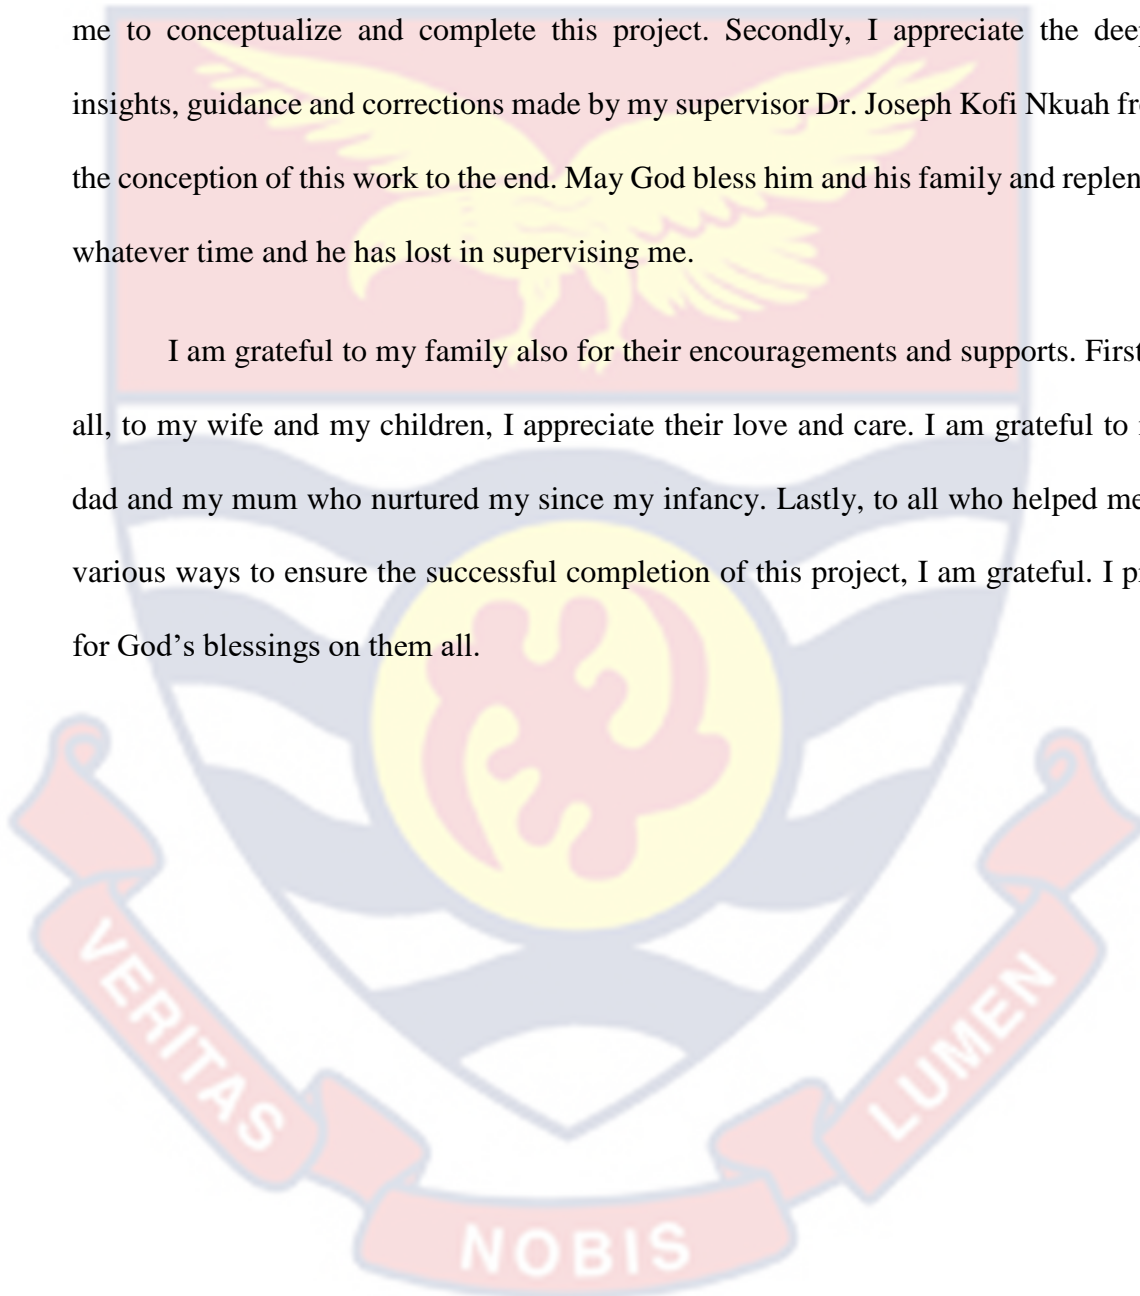 me to conceptualize and complete this project. Secondly, I appreciate the deep
insights, guidance and corrections made by my supervisor Dr. Joseph Kofi Nkuah
the conception of this work to the end. May God bless him and his family and
whatever time and he has lost in supervising me.
I am grateful to my family also for their encouragements and supports. First
all, to my wife and my children, I appreciate their love and care. I am grateful to
dad and my mum who nurtured my since my infancy. Lastly, to all who helped me
various ways to ensure the successful completion of this project, I am grateful. I
for God’s blessings on them all.
VERITAS
NOBIS
LUMEN